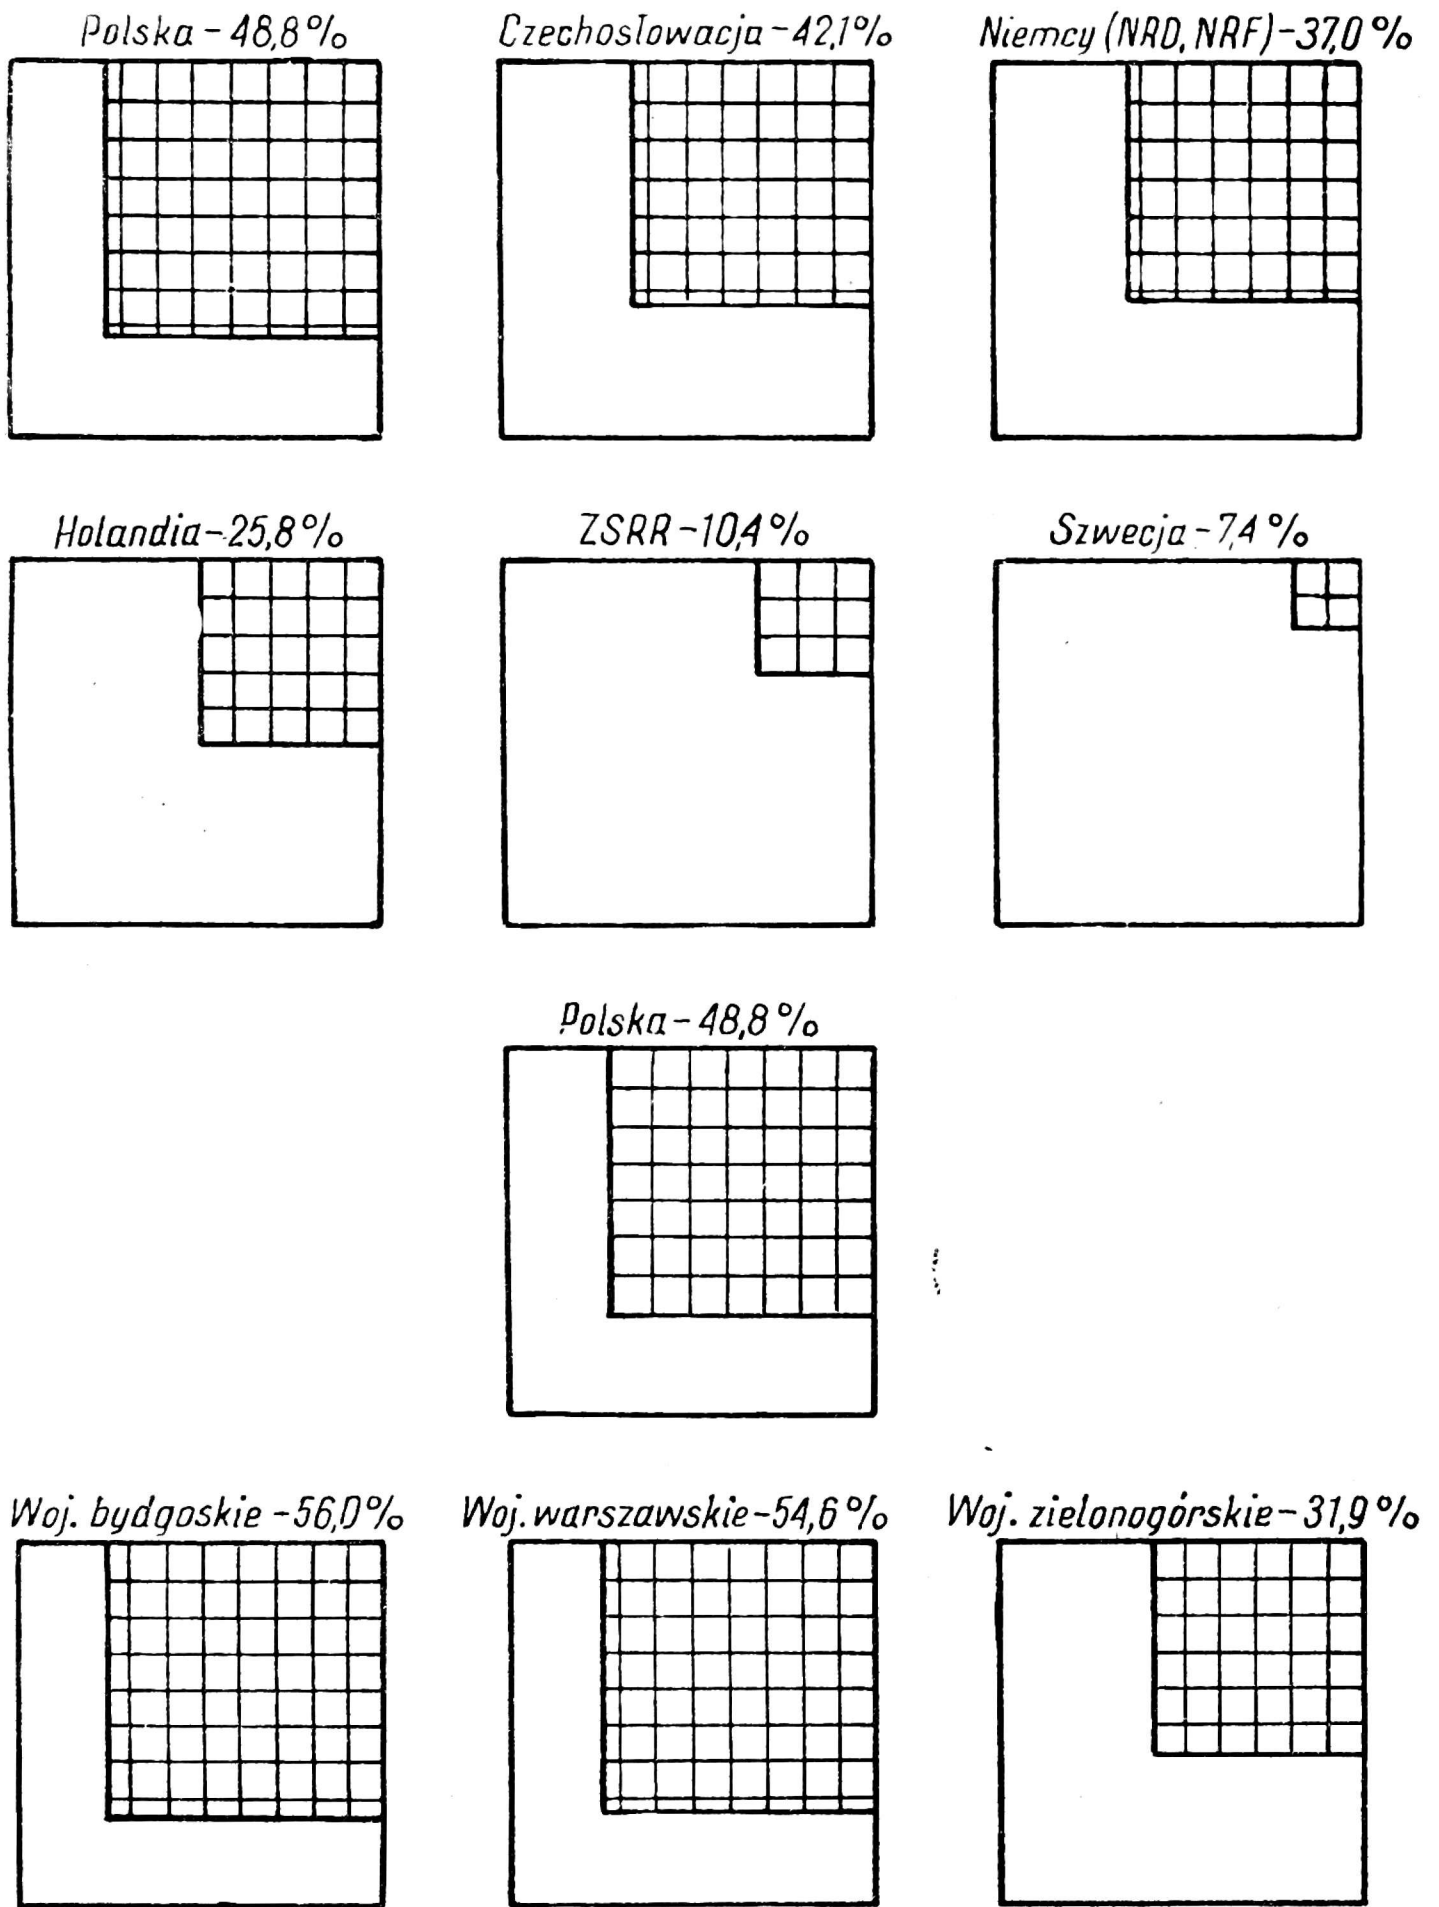 Polska - 48,8%
Czechosłowacja - 42,1%
Niemcy (NRD, NRF) - 37,0%
Holandia - 25,8%
ZSRR - 10,4%
Szwecja - 7,4%
Polska - 48,8%
Woj. bydgoskie - 56,0%
Woj. warszawskie - 54,6%
Woj. zielonogórskie - 31,9%